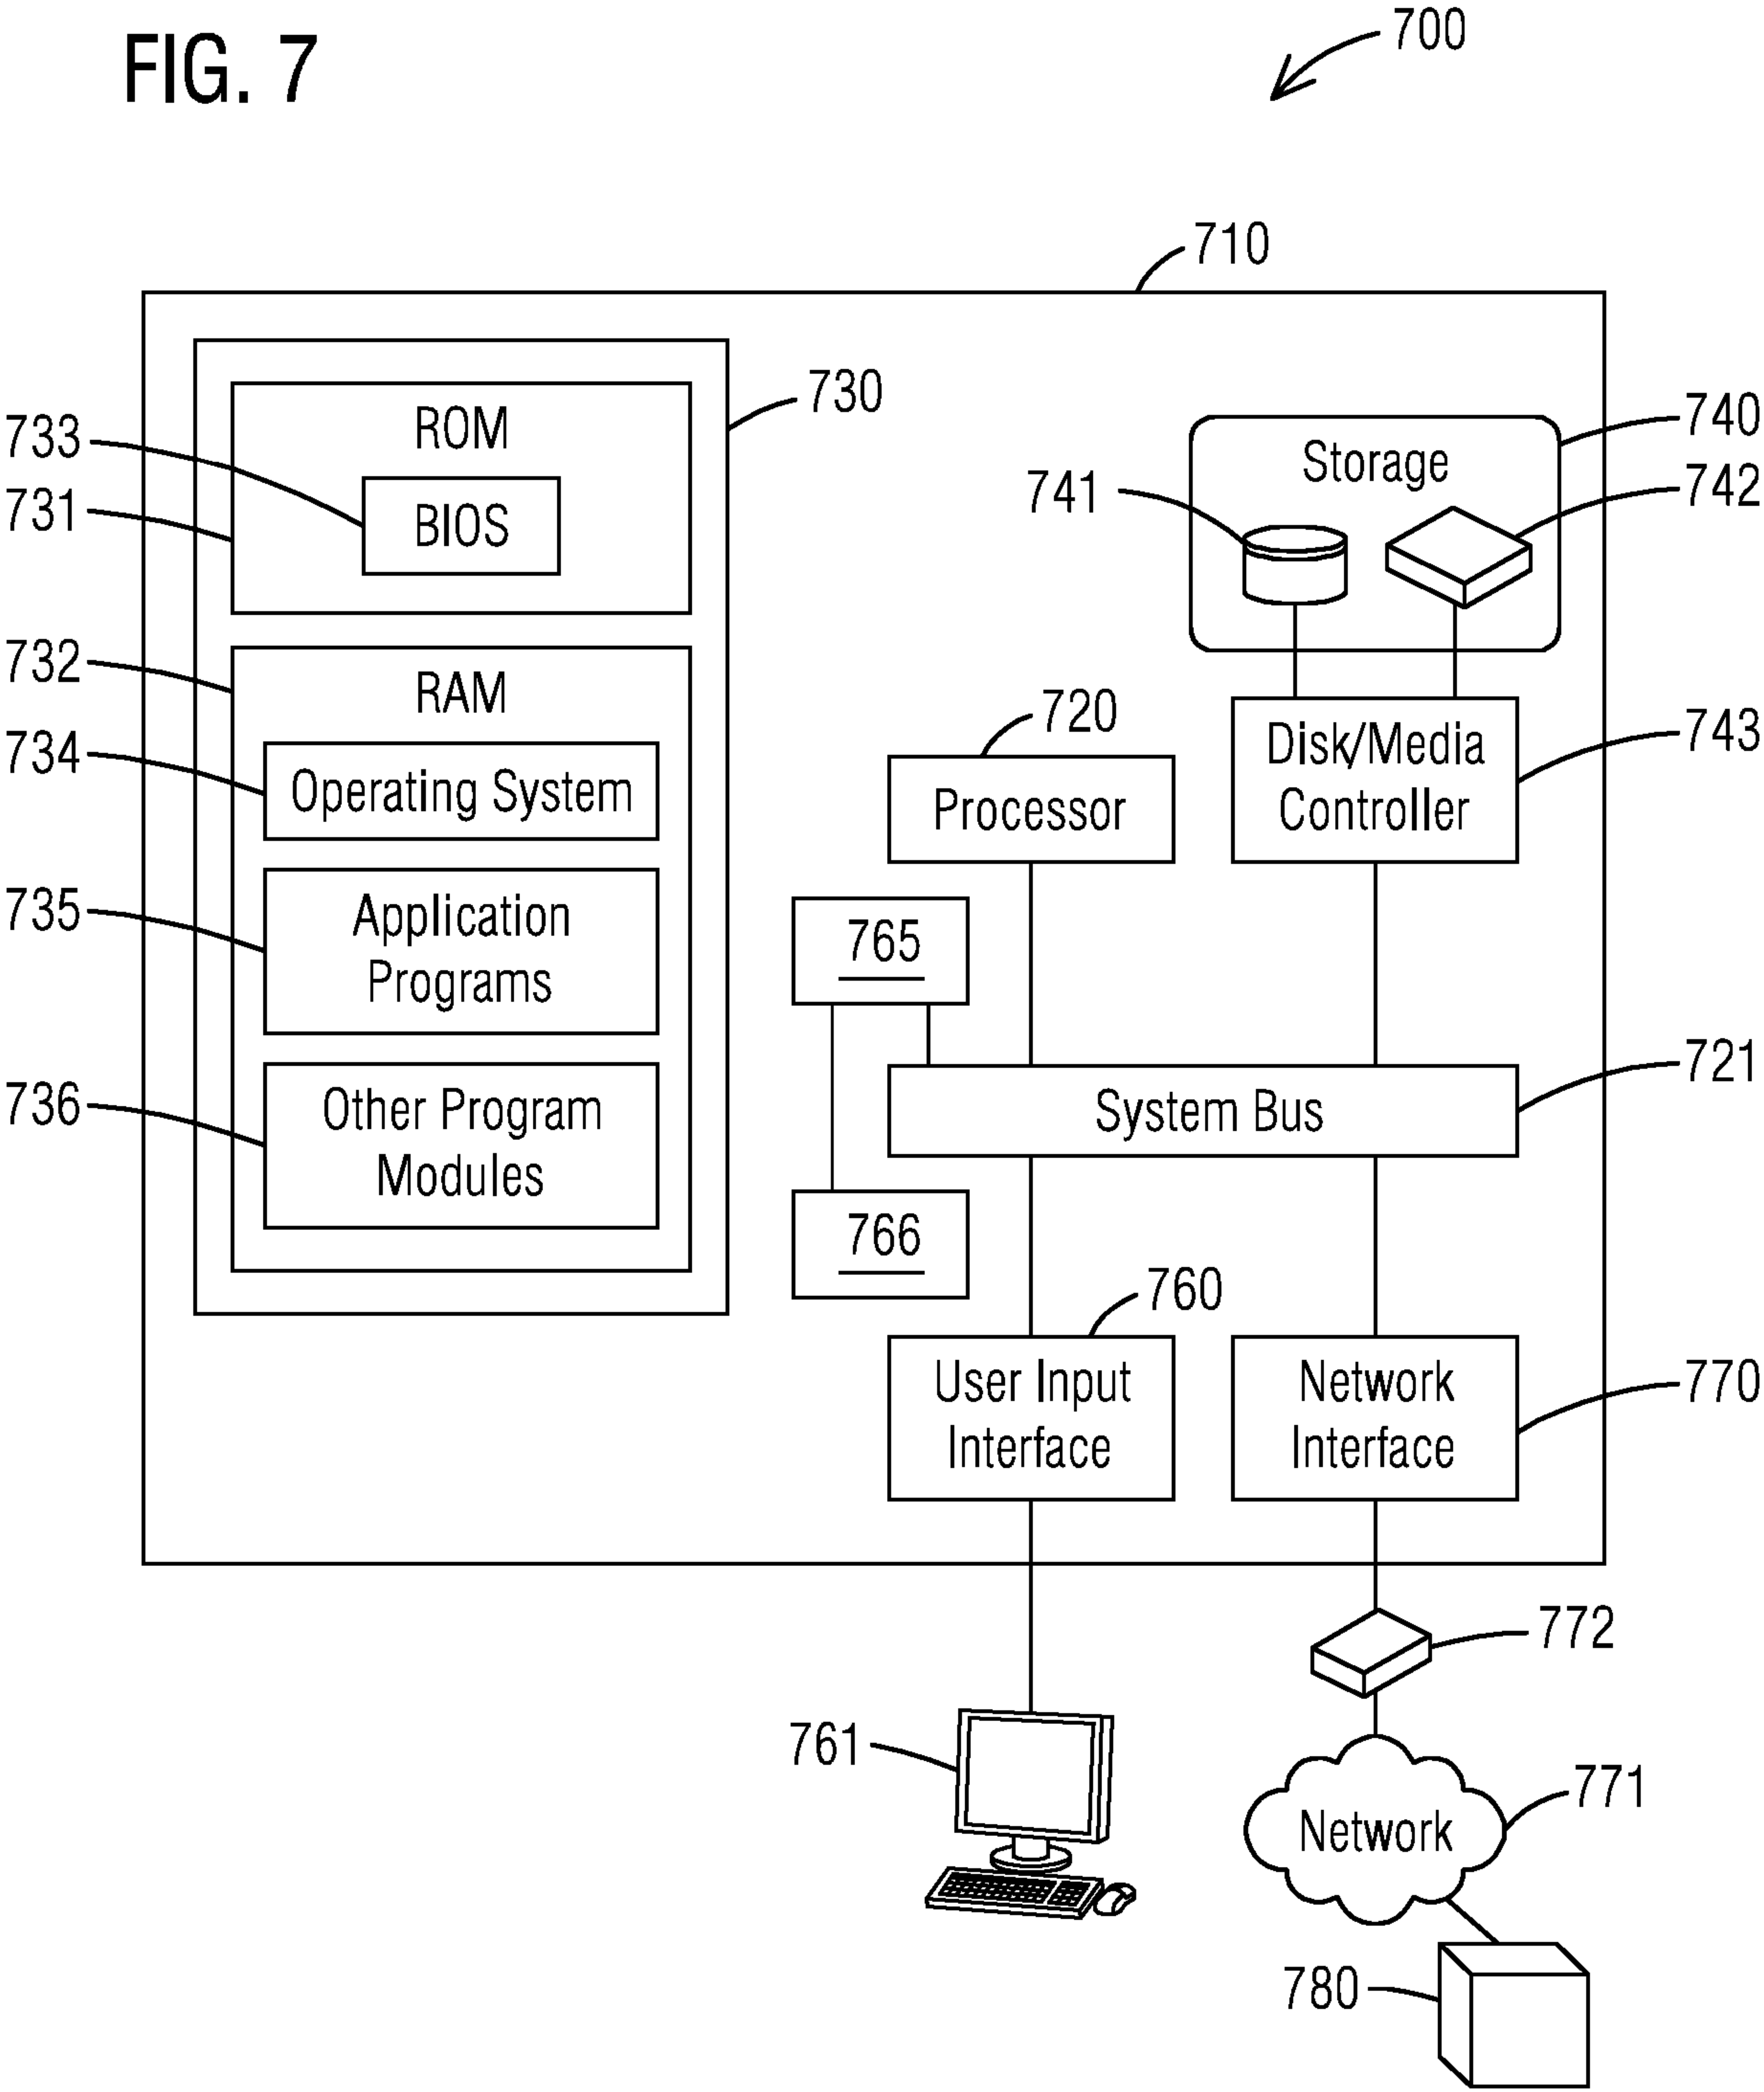 FIG. 7
700
710
730
ROM
733
BIOS
731
740
Storage
741
742
732
RAM
734
Operating System
720
Processor
Disk/Media
Controller
743
735
Application
Programs
765
736
Other Program
Modules
System Bus
721
766
760
User Input
Interface
Network
Interface
770
772
761
Network
771
780